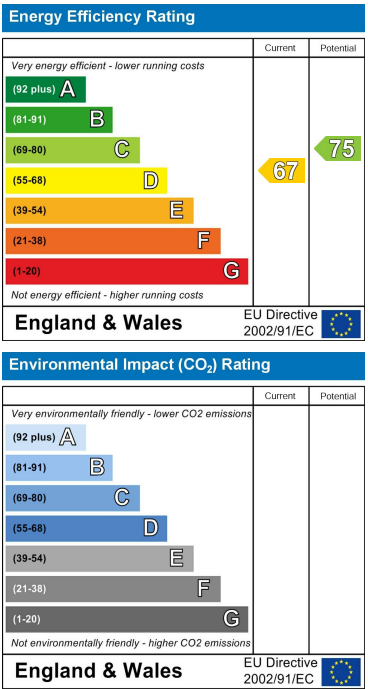 Energy Efficiency Rating
Current Potential
Very energy efficient - lower running costs
(92 plus) A
(81-91) B
(69-80) C
(55-68) D
(39-54) E
(21-38) F
(1-20) G
67
75
Not energy efficient - higher running costs
England & Wales
EU Directive
2002/91/EC
Environmental Impact (CO₂) Rating
Current Potential
Very environmentally friendly - lower CO2 emissions
(92 plus) A
(81-91) B
(69-80) C
(55-68) D
(39-54) E
(21-38) F
(1-20) G
Not environmentally friendly - higher CO2 emissions
England & Wales
EU Directive
2002/91/EC